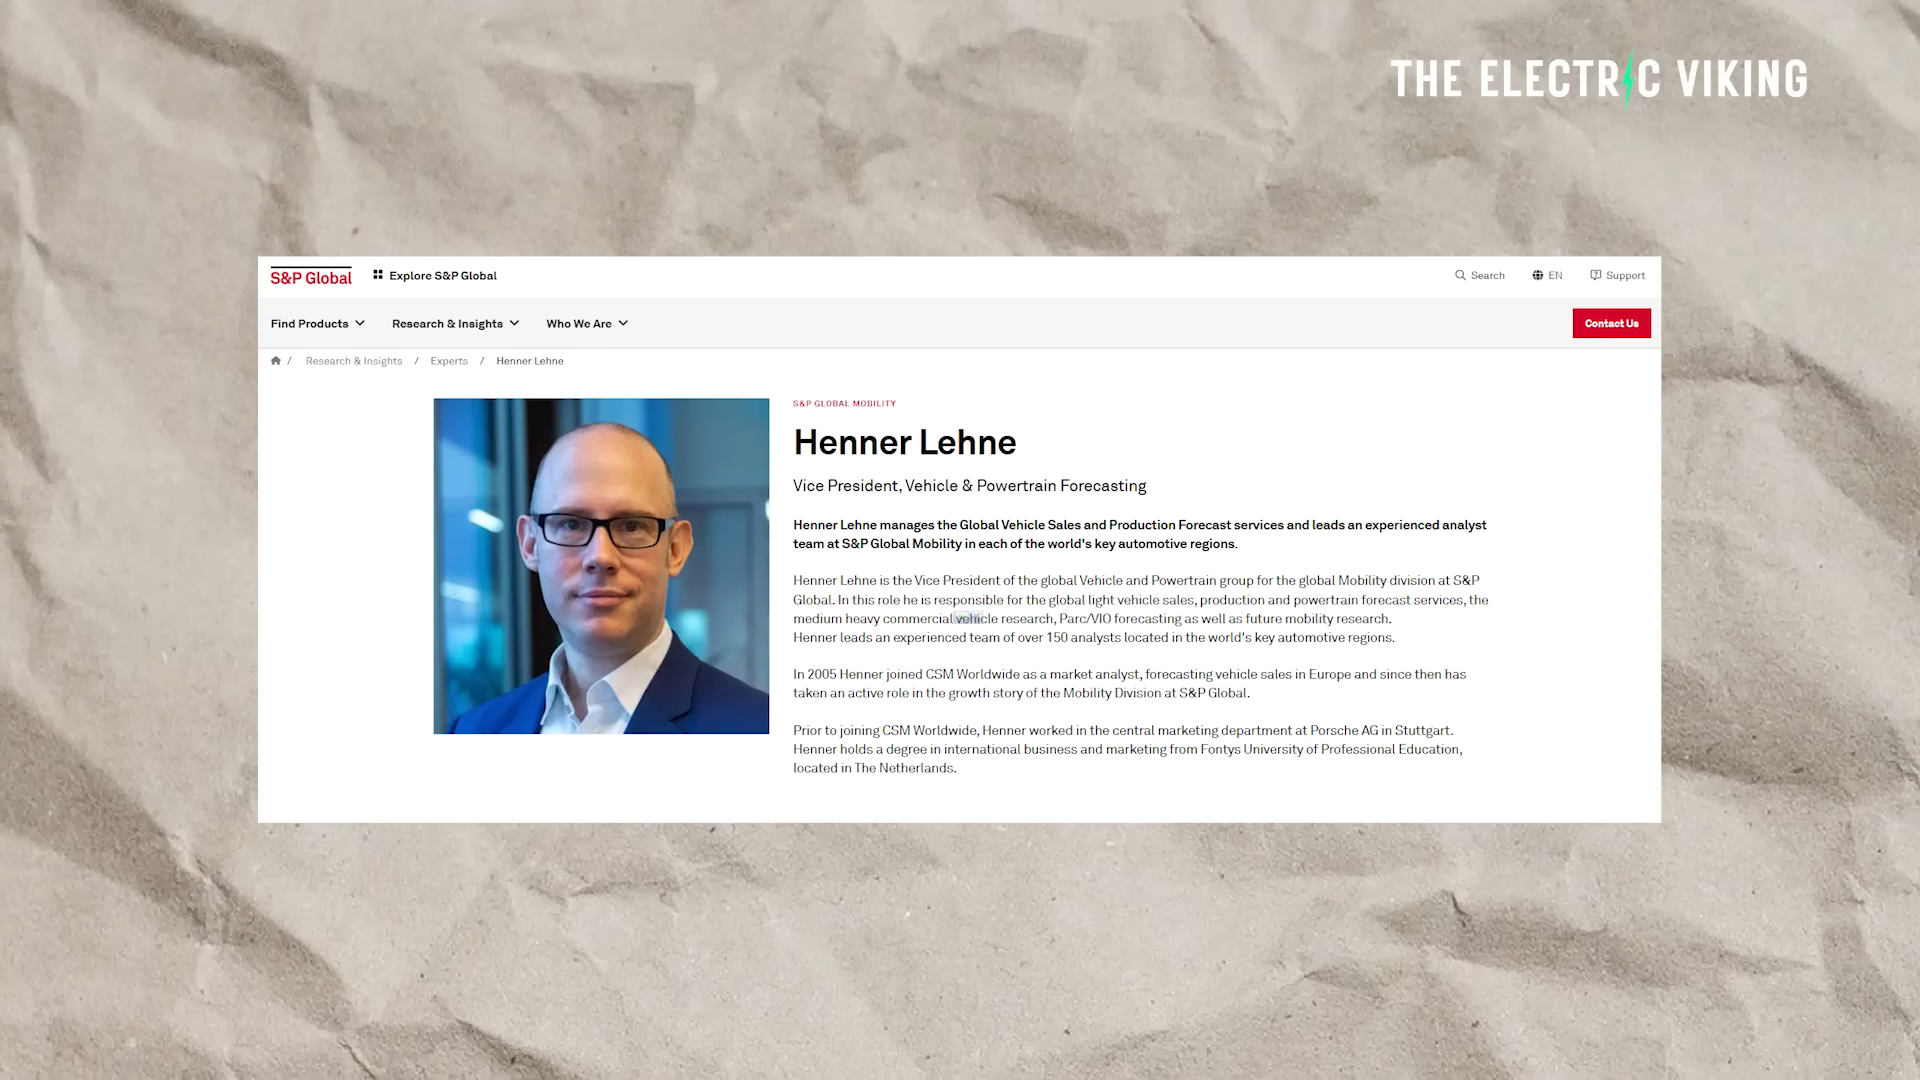 THE ELECTRIC VIKING
S&P Global
Explore S&P Global
Search
EN
Support
Find Products
Research & Insights
Who We Are
Contact Us
/ Research & Insights / Experts / Henner Lehne
S&P GLOBAL MOBILITY
Henner Lehne
Vice President, Vehicle & Powertrain Forecasting
Henner Lehne manages the Global Vehicle Sales and Production Forecast services and leads an experienced analyst
team at S&P Global Mobility in each of the world's key automotive regions.
Henner Lehne is the Vice President of the global Vehicle and Powertrain group for the global Mobility division at S&P
Global. In this role he is responsible for the global light vehicle sales, production and powertrain forecast services, the
medium heavy commercial vehicle research, Parc/VIO forecasting as well as future mobility research.
Henner leads an experienced team of over 150 analysts located in the world's key automotive regions.
In 2005 Henner joined CSM Worldwide as a market analyst, forecasting vehicle sales in Europe and since then has
taken an active role in the growth story of the Mobility Division at S&P Global.
Prior to joining CSM Worldwide, Henner worked in the central marketing department at Porsche AG in Stuttgart.
Henner holds a degree in international business and marketing from Fontys University of Professional Education,
located in The Netherlands.